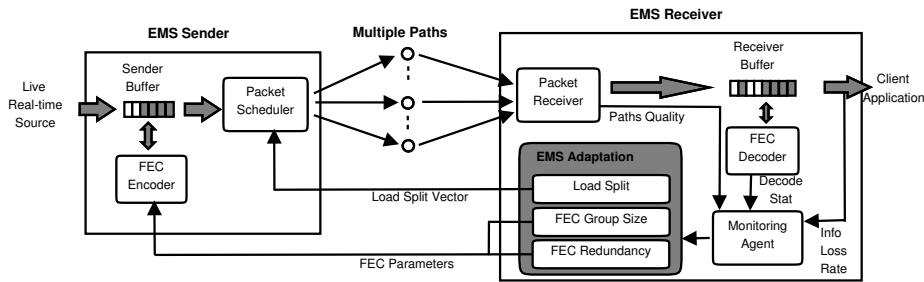 EMS Sender
Multiple Paths
EMS Receiver
Live
Real-time
Source
Sender
Buffer
Packet
Scheduler
FEC
Encoder
Packet
Receiver
Receiver
Buffer
Client
Application
Paths Quality
FEC
Decoder
Decode
Stat
EMS Adaptation
Load Split
FEC Group Size
FEC Redundancy
Monitoring
Agent
Info
Loss
Rate
Load Split Vector
FEC Parameters